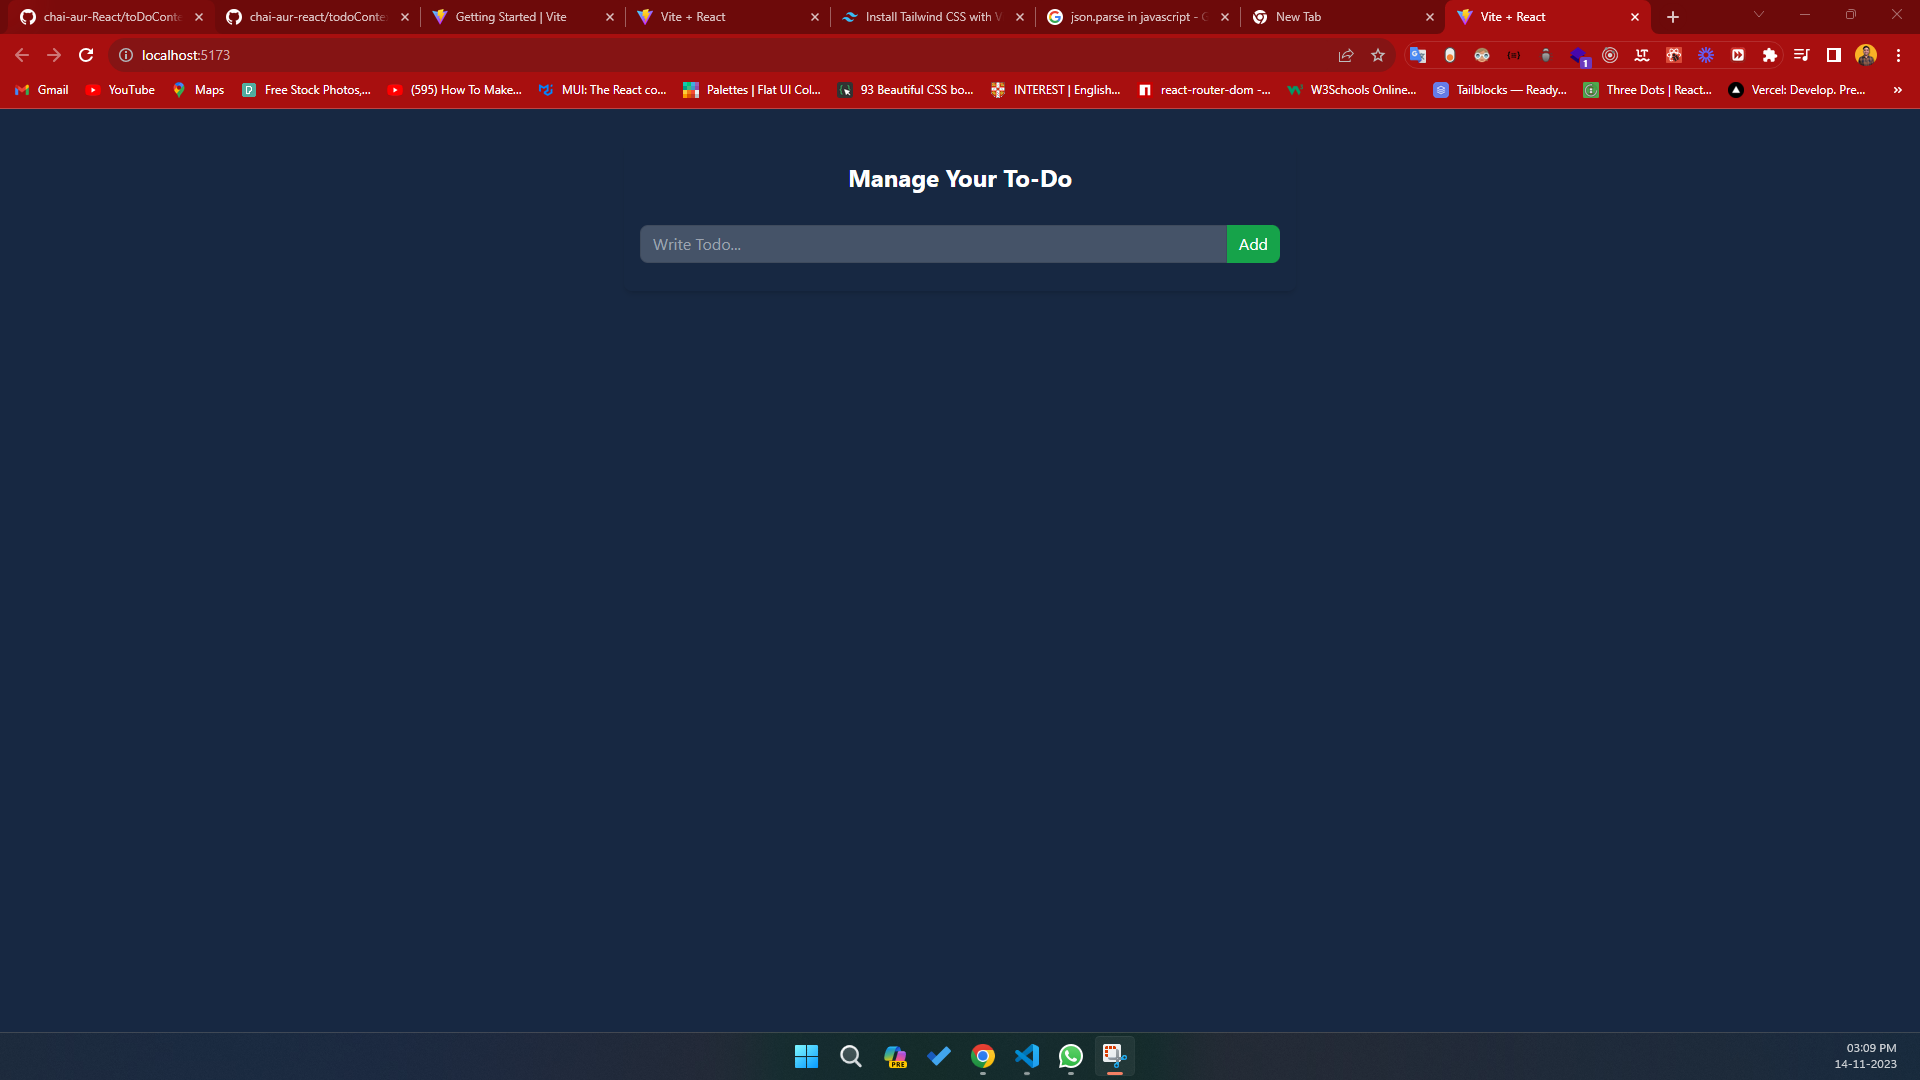 chai-aur-React/toDoConte
chai-aur-react/todoConte
Getting Started | Vite
Vite + React
Install Tailwind CSS with V
json.parse in javascript - G
New Tab
Vite + React
localhost:5173
1
Gmail
YouTube
Maps
Free Stock Photos,...
(595) How To Make...
MUI: The React co...
Palettes | Flat UI Col...
93 Beautiful CSS bo...
INTEREST | English...
react-router-dom -...
W3Schools Online...
Tailblocks — Ready...
Three Dots | React...
Vercel: Develop. Pre...
»
Manage Your To-Do
Write Todo...
Add
PRE
03:09 PM
14-11-2023